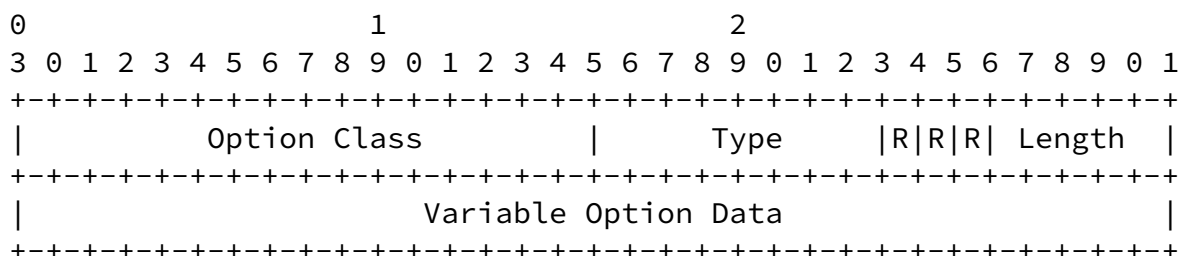 0                   1                   2
3 0 1 2 3 4 5 6 7 8 9 0 1 2 3 4 5 6 7 8 9 0 1 2 3 4 5 6 7 8 9 0 1
+-+-+-+-+-+-+-+-+-+-+-+-+-+-+-+-+-+-+-+-+-+-+-+-+-+-+-+-+-+-+-+-+
|          Option Class         |      Type     |R|R|R| Length  |
+-+-+-+-+-+-+-+-+-+-+-+-+-+-+-+-+-+-+-+-+-+-+-+-+-+-+-+-+-+-+-+-+
|                      Variable Option Data                     |
+-+-+-+-+-+-+-+-+-+-+-+-+-+-+-+-+-+-+-+-+-+-+-+-+-+-+-+-+-+-+-+-+